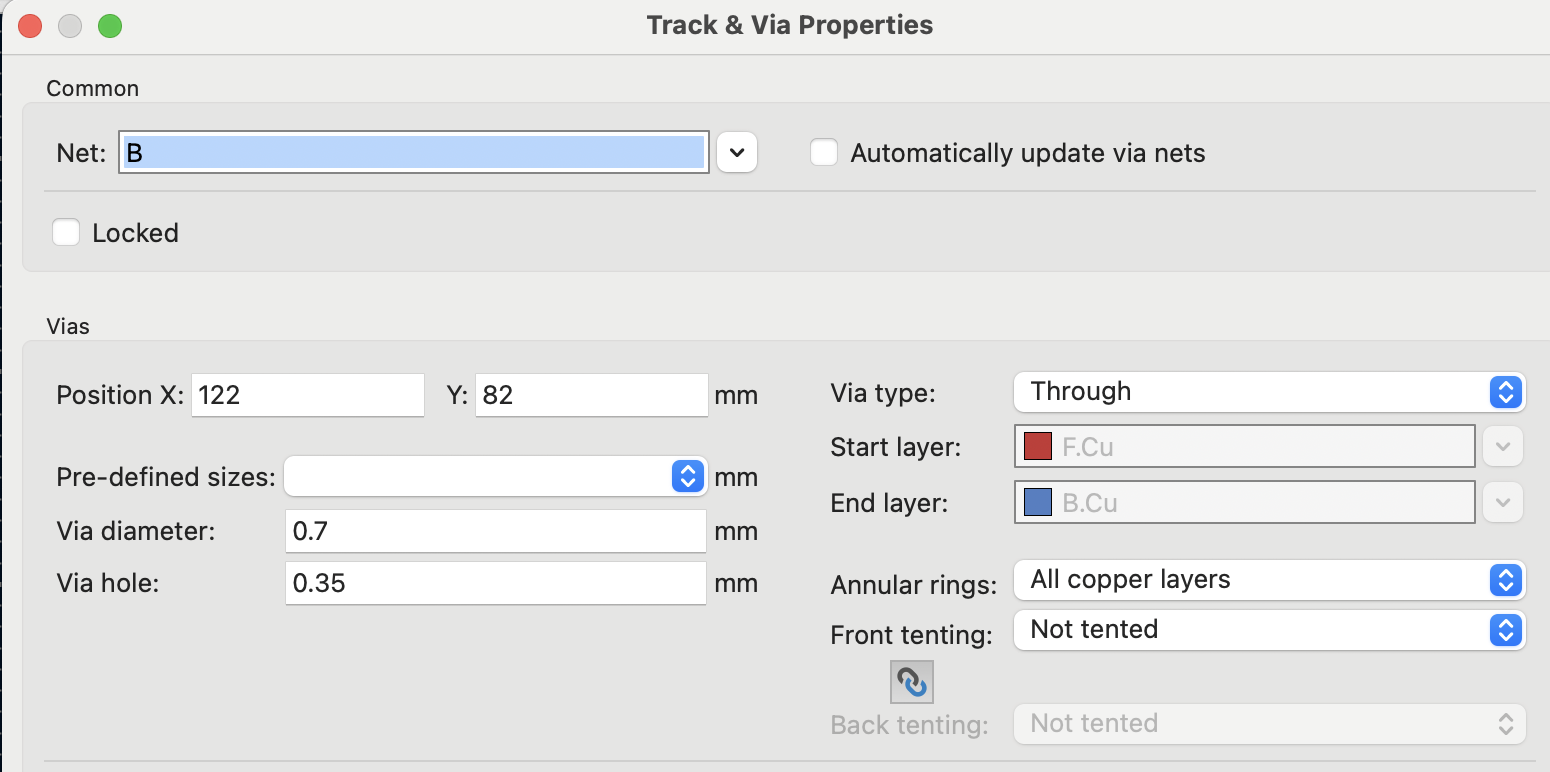 Track & Via Properties
Common
Net: B Automatically update via nets
Locked
Vias
Position X: 122 Y: 82 mm Via type: Through
Start layer: F.Cu
Pre-defined sizes: mm
End layer: B.Cu
Via diameter: 0.7 mm
Via hole: 0.35 mm Annular rings: All copper layers
Front tenting: Not tented
Back tenting: Not tented